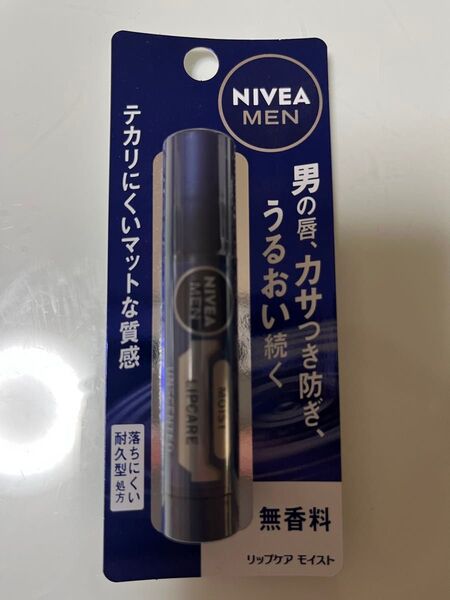 NIVEA
MEN
男の唇、カサつき防ぎ、
うるおい続く
テカリにくいマットな質感
落ちにくい
耐久型処方
NIVEA
MEN
MOIST
LIPCARE
UNSCENTED
無香料
リップケア モイスト